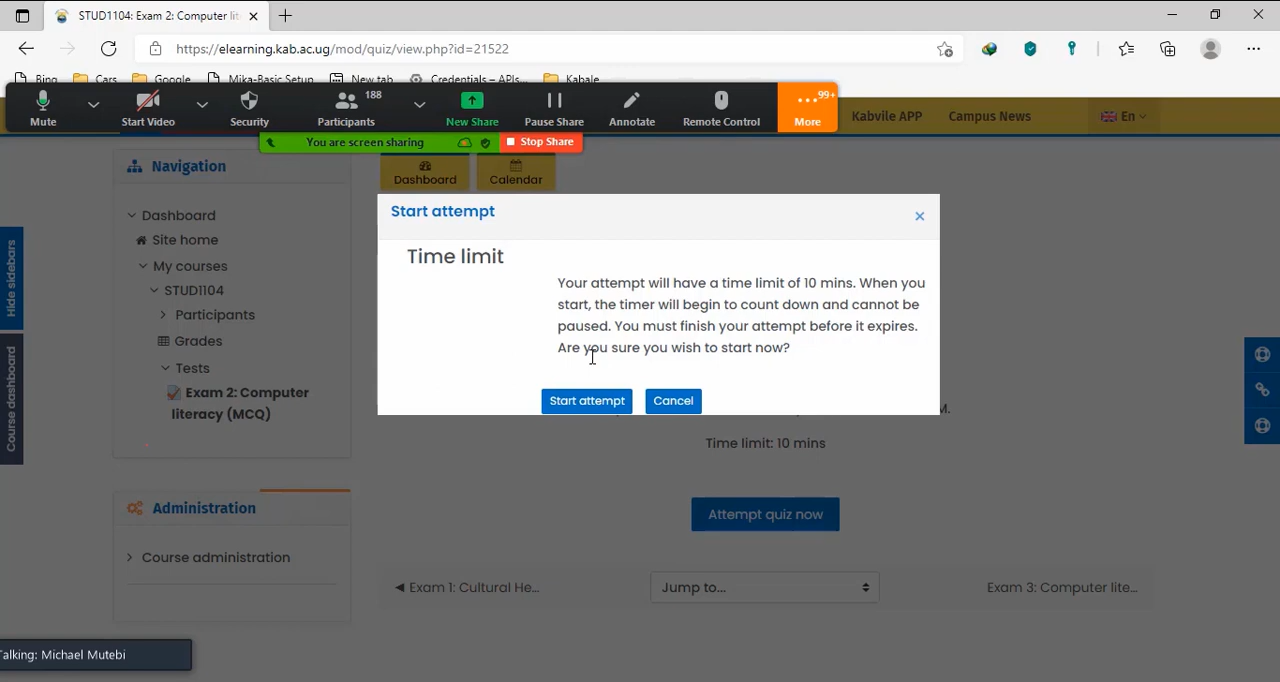 STUD1104: Exam 2: Computer lit
https://elearning.kab.ac.ug/mod/quiz/view.php?id=21522
Bing
Cars
Google
Mika-Basic Setup
New tab
Credentials – APIs...
Kabale
Mute
Start Video
Security
188
Participants
New Share
Pause Share
Annotate
Remote Control
99+
More
Kabvile APP
Campus News
En
You are screen sharing
Stop Share
Navigation
Dashboard
Calendar
Dashboard
Site home
My courses
STUD1104
Participants
Grades
Tests
Exam 2: Computer
literacy (MCQ)
Hide sidebars
Course dashboard
Start attempt
Time limit
Your attempt will have a time limit of 10 mins. When you
start, the timer will begin to count down and cannot be
paused. You must finish your attempt before it expires.
Are you sure you wish to start now?
Start attempt
Cancel
M.
Time limit: 10 mins
Attempt quiz now
Administration
Course administration
◄ Exam 1: Cultural He...
Jump to...
Exam 3: Computer lite...
Talking: Michael Mutebi